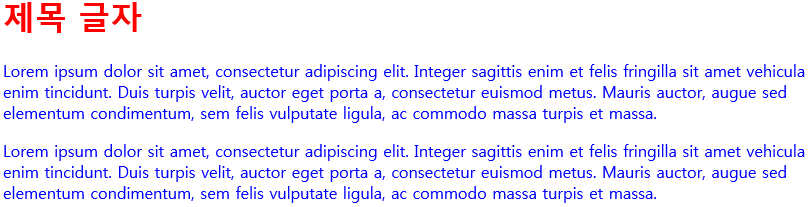 제목 글자
Lorem ipsum dolor sit amet, consectetur adipiscing elit. Integer sagittis enim et felis fringilla sit amet vehicula
enim tincidunt. Duis turpis velit, auctor eget porta a, consectetur euismod metus. Mauris auctor, augue sed
elementum condimentum, sem felis vulputate ligula, ac commodo massa turpis et massa.
Lorem ipsum dolor sit amet, consectetur adipiscing elit. Integer sagittis enim et felis fringilla sit amet vehicula
enim tincidunt. Duis turpis velit, auctor eget porta a, consectetur euismod metus. Mauris auctor, augue sed
elementum condimentum, sem felis vulputate ligula, ac commodo massa turpis et massa.